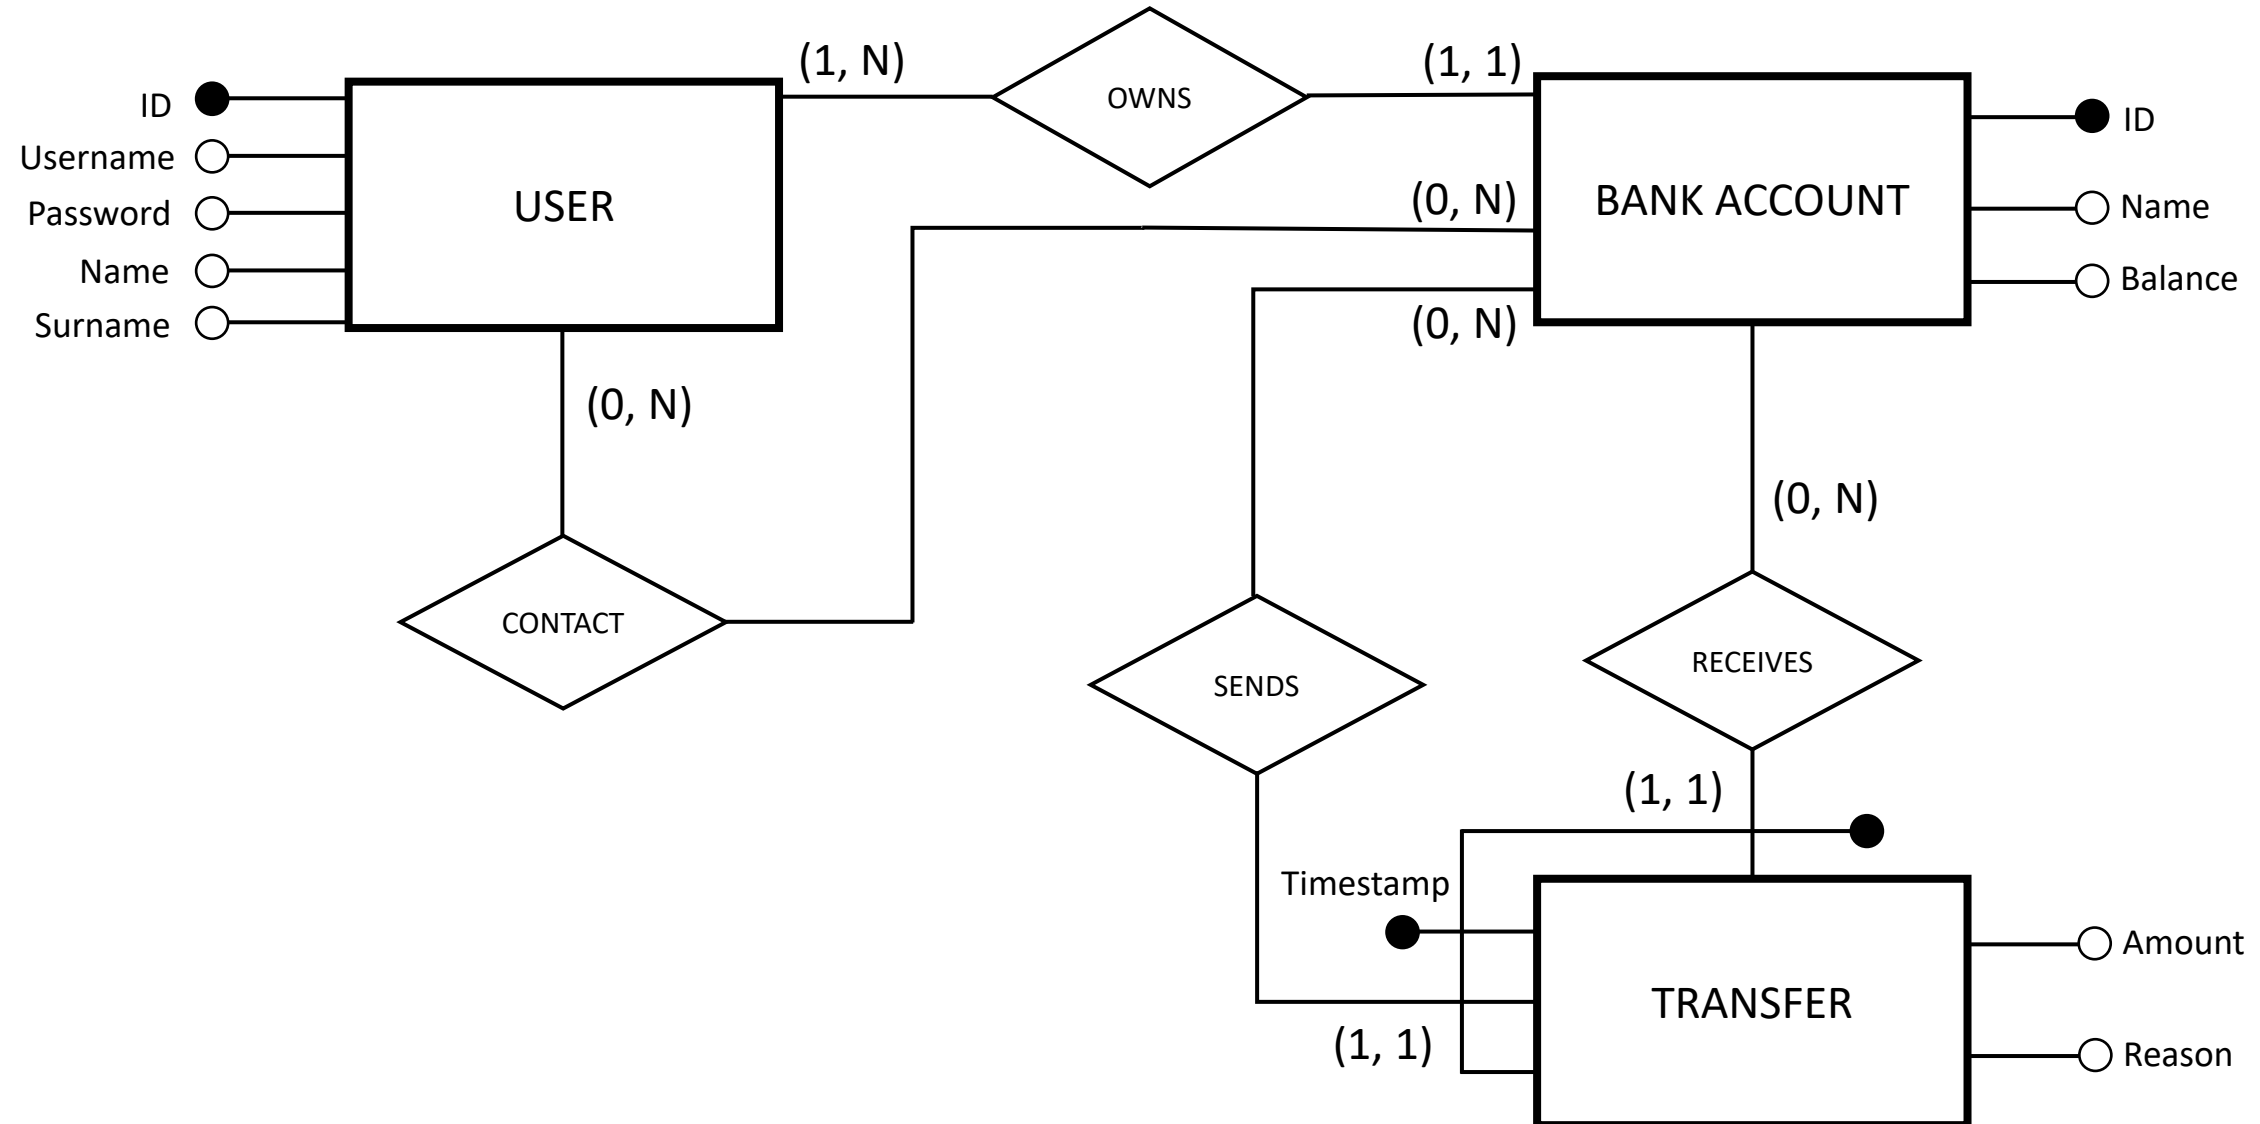 (1, N)
OWNS
(1, 1)
ID
Username
Password
Name
Surname
USER
BANK ACCOUNT
ID
Name
Balance
(0, N)
(0, N)
(0, N)
(0, N)
CONTACT
SENDS
RECEIVES
(1, 1)
Timestamp
(1, 1)
TRANSFER
Amount
Reason